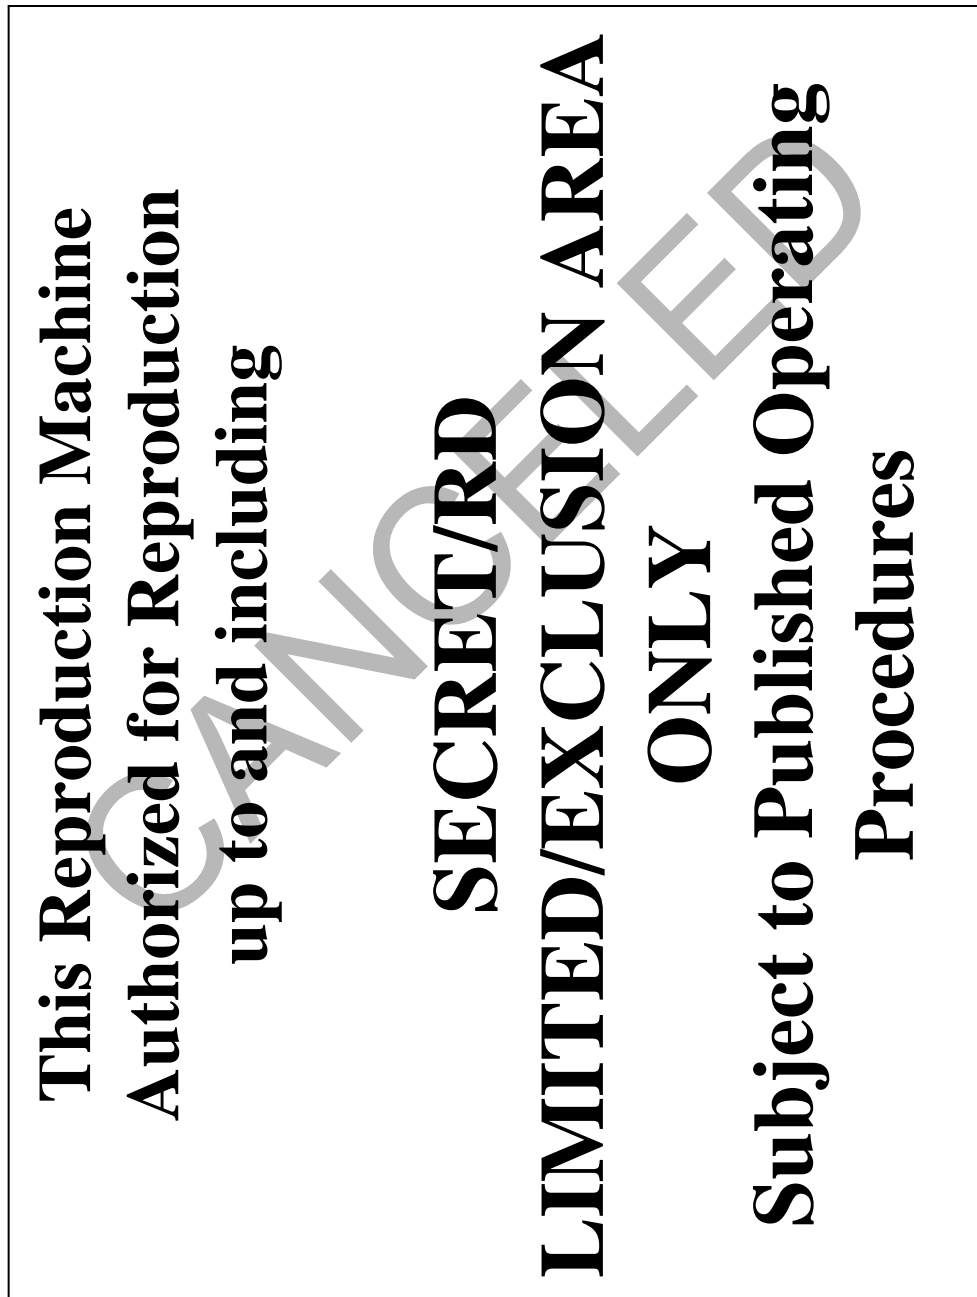 This Reproduction Machine
Authorized for Reproduction
up to and including
SECRET/RD
LIMITED/EXCLUSION AREA
ONLY
Subject to Published Operating
Procedures
CANCELED